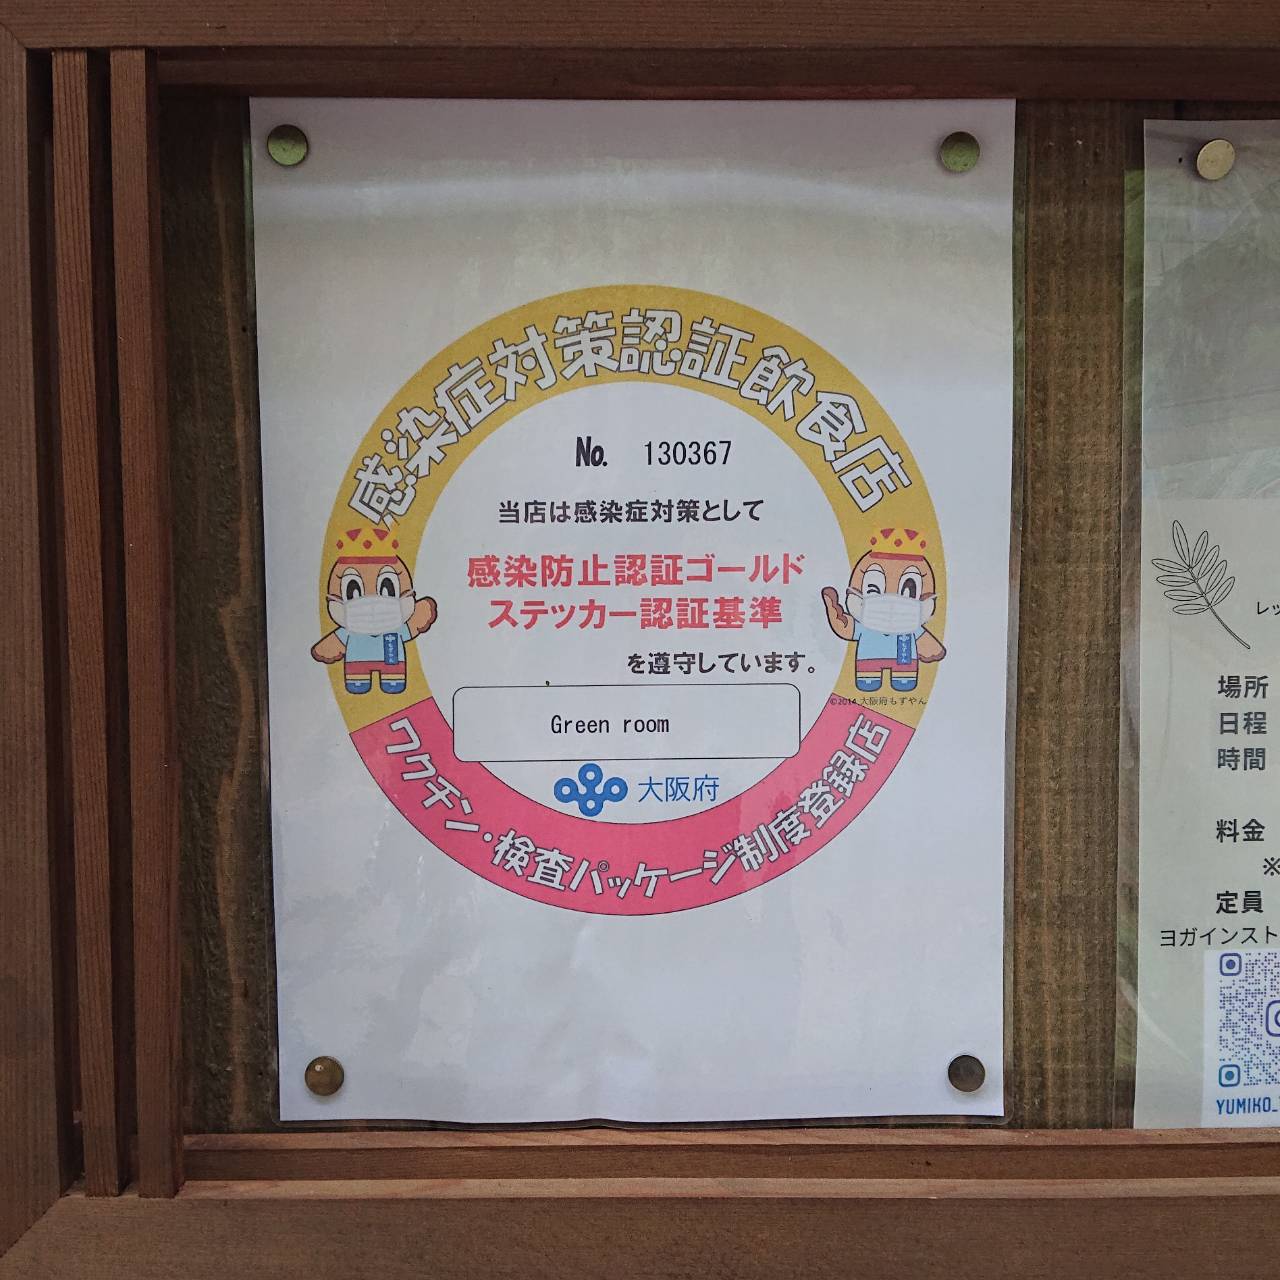 感染症対策認証飲食店
No. 130367
当店は感染症対策として
感染防止認証ゴールド
ステッカー認証基準
を遵守しています。
©2014 大阪府もずやん
Green room
大阪府
ワクチン・検査パッケージ制度登録店
レッ
場所
日程
時間
料金
※
定員
ヨガインスト
YUMIKO_